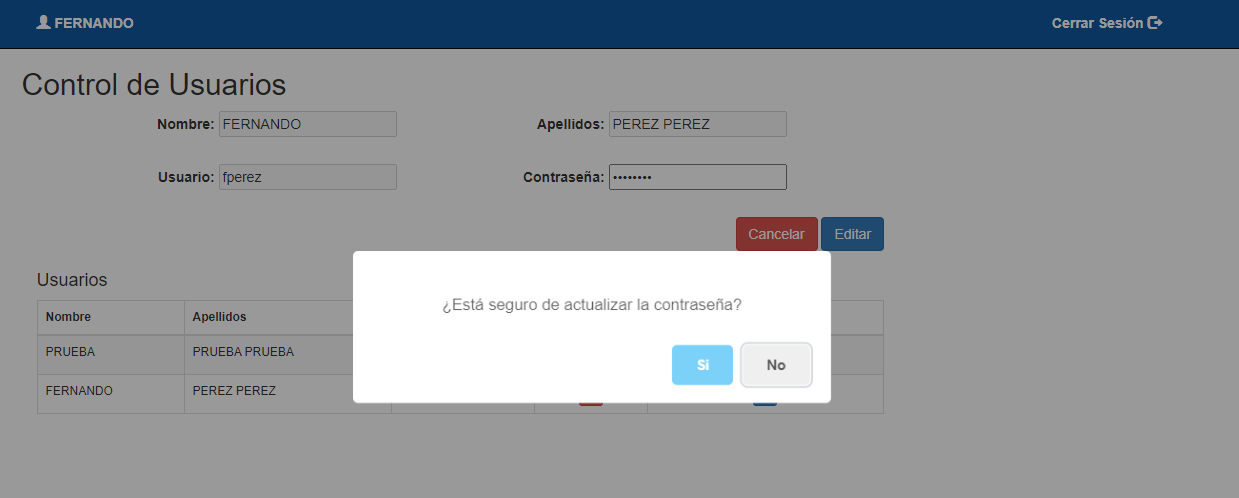 FERNANDO
Cerrar Sesión
Control de Usuarios
Nombre: FERNANDO
Apellidos: PEREZ PEREZ
Usuario: fperez
Contraseña: ••••••••
Cancelar Editar
¿Está seguro de actualizar la contraseña?
Si No
Usuarios
Nombre Apellidos
PRUEBA PRUEBA PRUEBA
FERNANDO PEREZ PEREZ